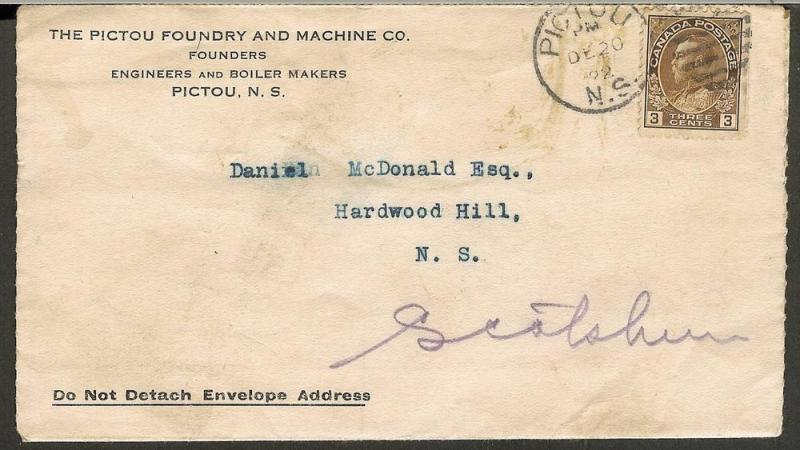 THE PICTOU FOUNDRY AND MACHINE CO.
FOUNDERS
ENGINEERS AND BOILER MAKERS
PICTOU, N. S.
PICTOU
PM
DE 20
N.S.
CANADA POSTAGE
3 THREE CENTS 3
Daniel McDonald Esq.,
Hardwood Hill,
N. S.
Do Not Detach Envelope Address